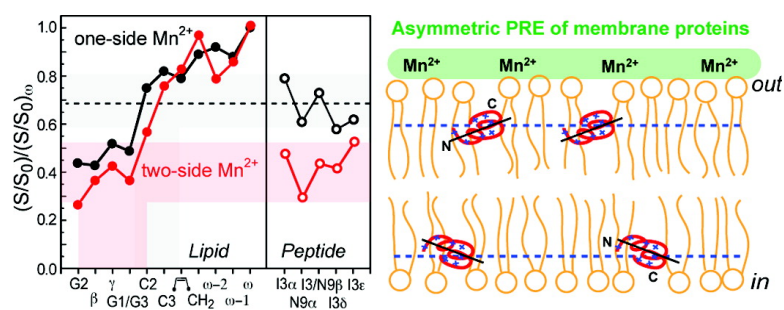 one-side Mn²⁺
two-side Mn²⁺
(S/S₀)/(S/S₀)ω
1.0
0.8
0.6
0.4
0.2
0.0
Lipid
Peptide
G2
β
γ
G1/G3
C2
C3
CH₂
ω-2
ω-1
ω
I3α
N9α
I3/N9β
I3δ
I3ε
Asymmetric PRE of membrane proteins
Mn²⁺ Mn²⁺ Mn²⁺ Mn²⁺
out
C
N
N
C
in